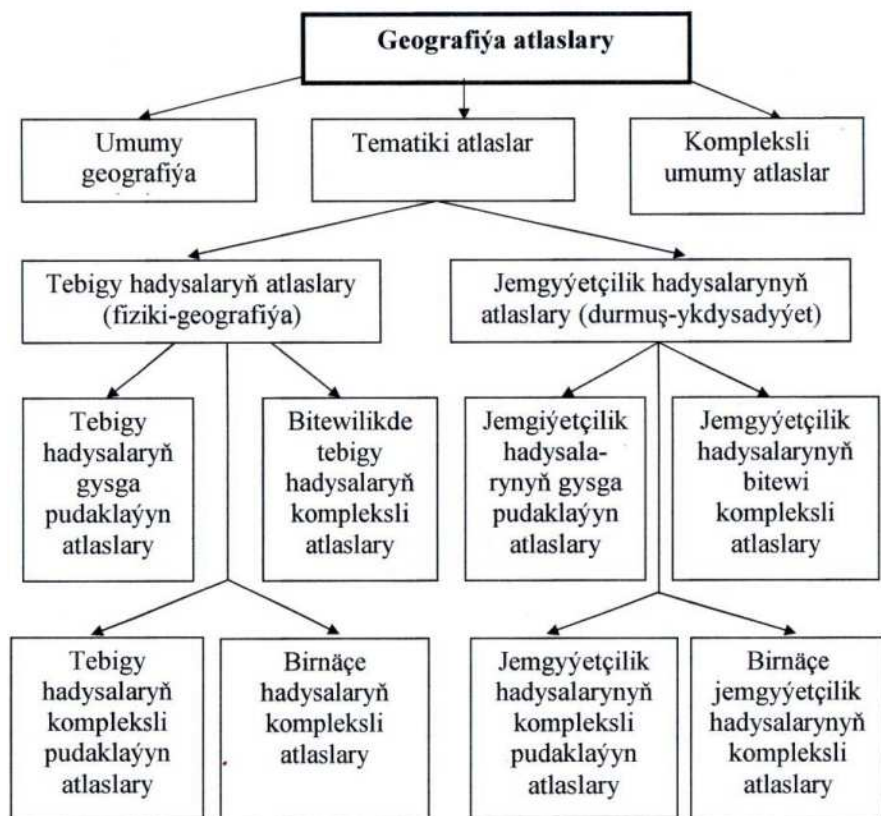 Geografiýa atlaslary
Umumy
geografiýa
Tematiki atlaslar
Kompleksli
umumy atlaslar
Tebigy hadysalaryň atlaslary
(fiziki-geografiýa)
Jemgyýetçilik hadysalarynyň
atlaslary (durmuş-ykdysadyýet)
Tebigy
hadysalaryň
gysga
pudaklaýyn
atlaslary
Bitewilikde
tebigy
hadysalaryň
kompleksli
atlaslary
Jemgiýetçilik
hadysala-
rynyň gysga
pudaklaýyn
atlaslary
Jemgyýetçilik
hadysalarynyň
bitewi
kompleksli
atlaslary
Tebigy
hadysalaryň
kompleksli
pudaklaýyn
atlaslary
Birnäçe
hadysalaryň
kompleksli
atlaslary
Jemgyýetçilik
hadysalarynyň
kompleksli
pudaklaýyn
atlaslary
Birnäçe
jemgyýetçilik
hadysalarynyň
kompleksli
atlaslary